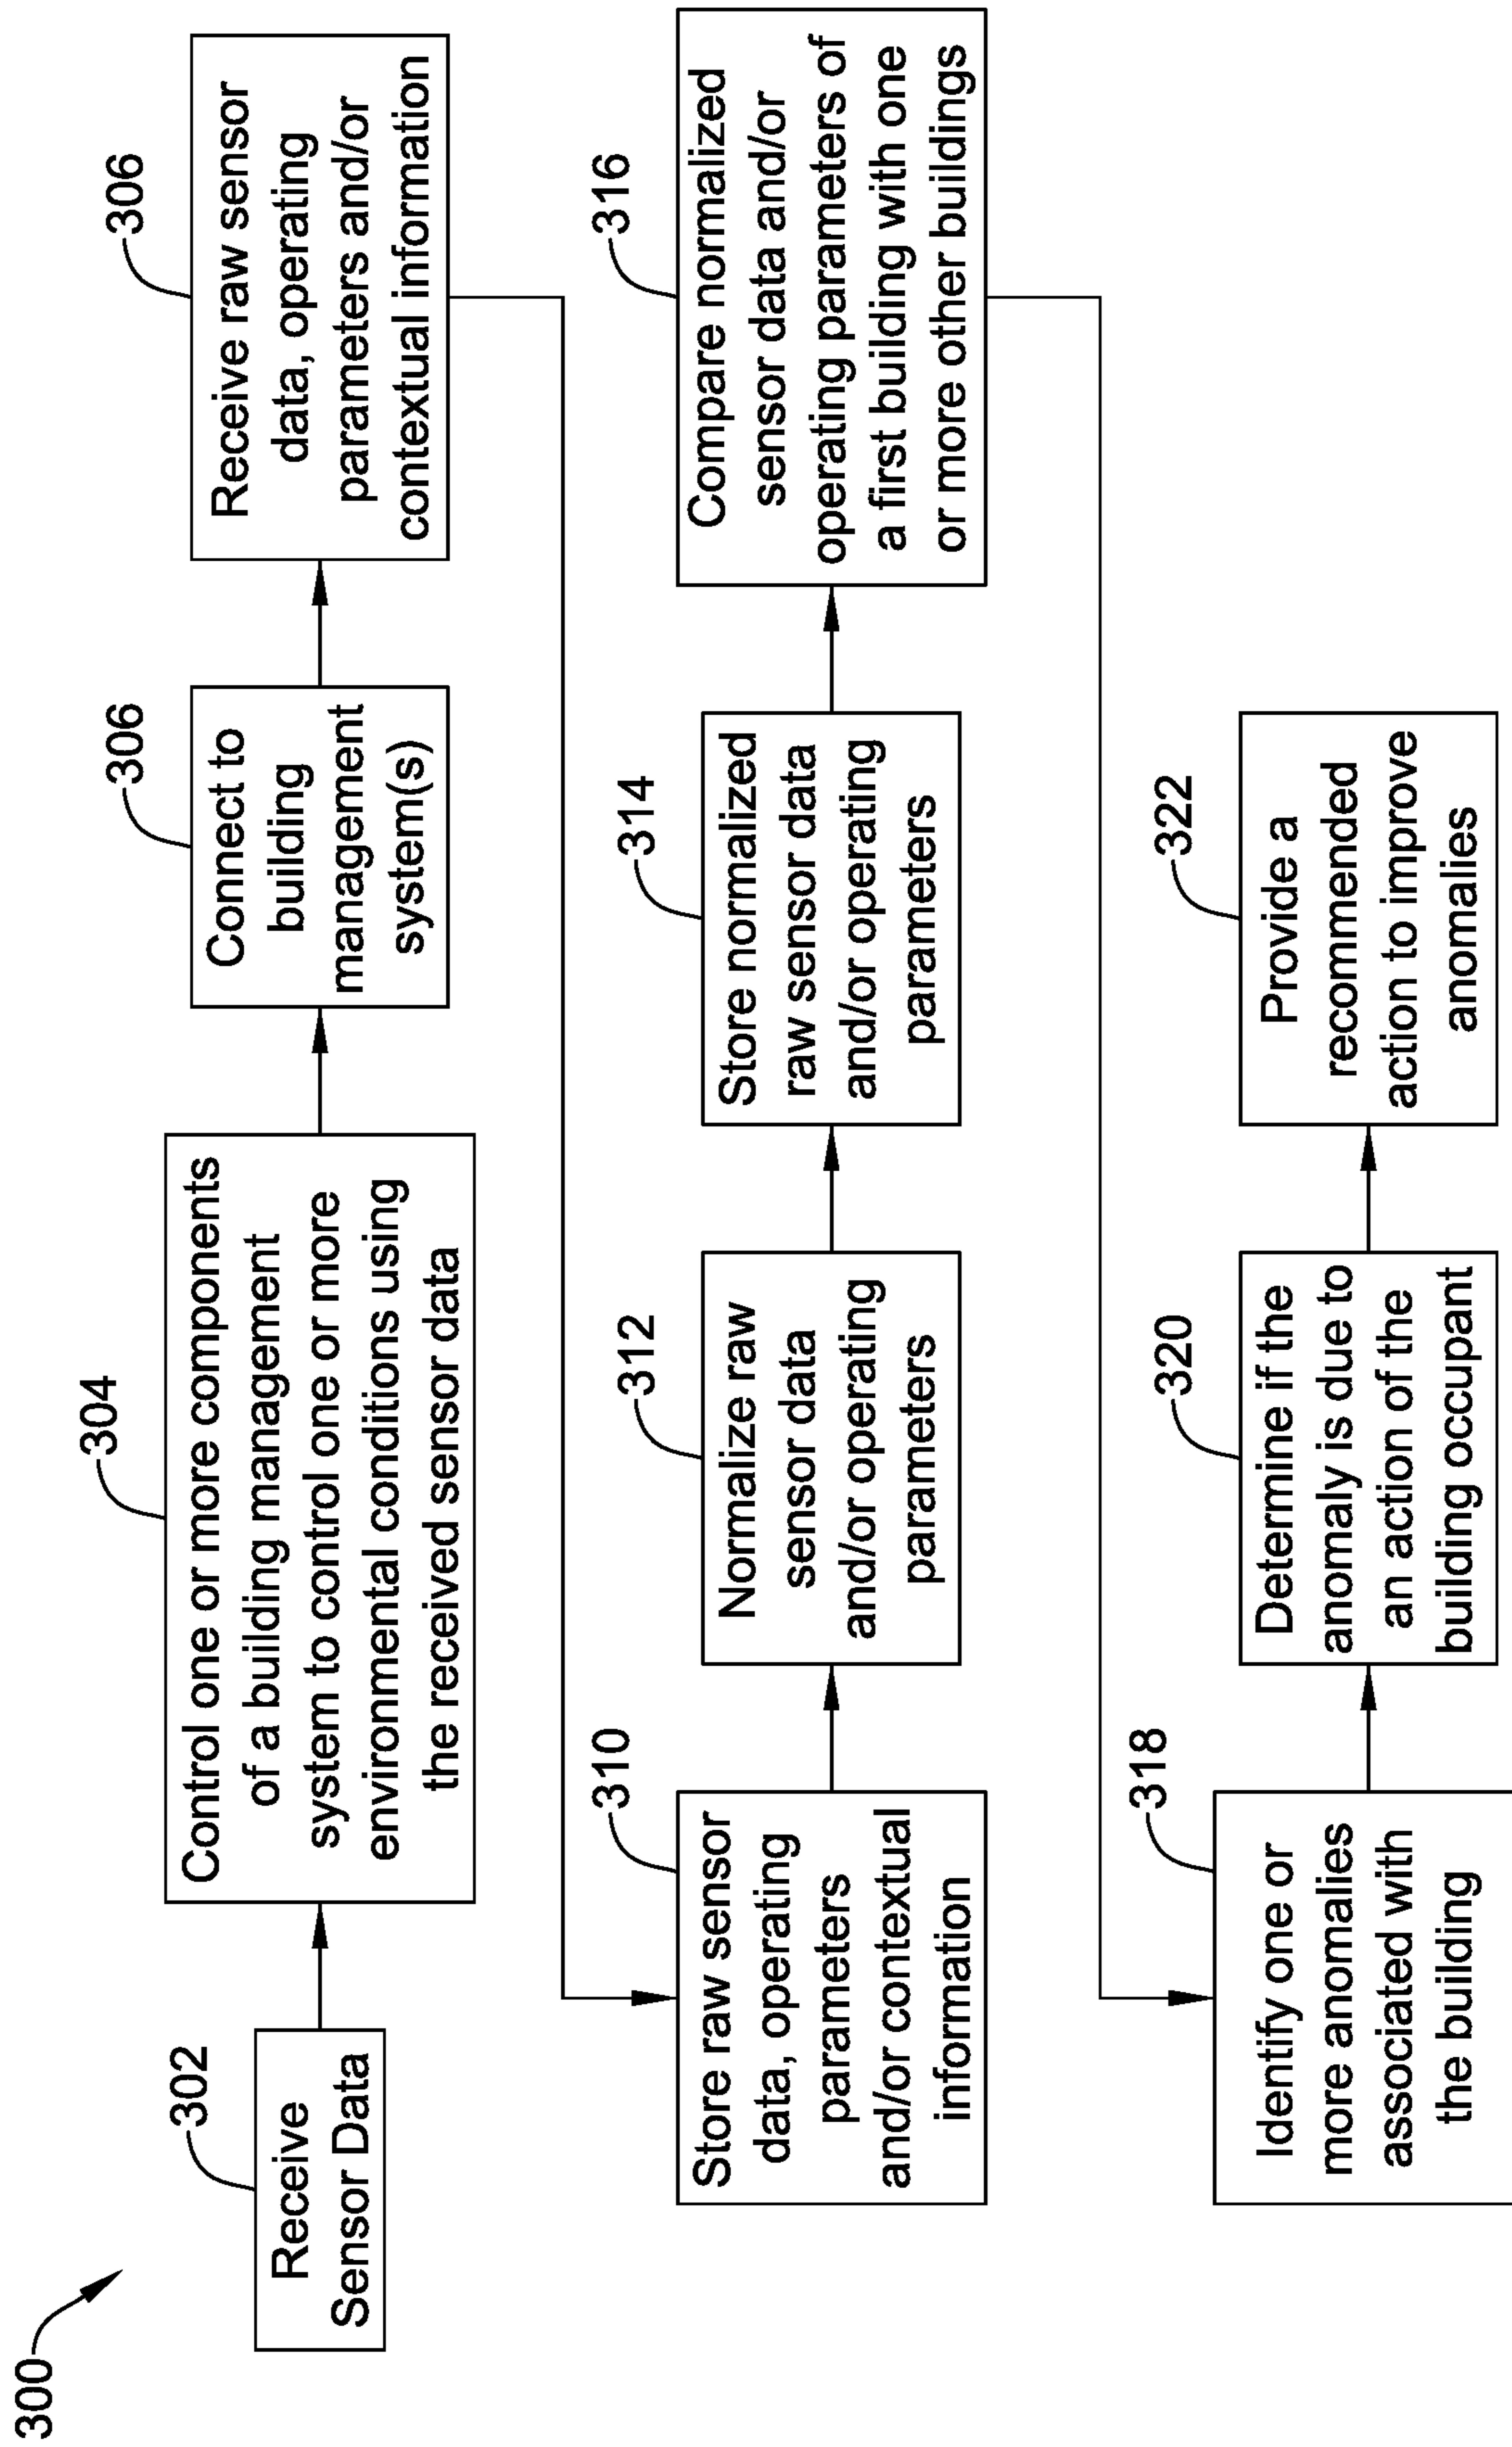 300
302
Receive
Sensor Data
304
Control one or more components
of a building management
system to control one or more
environmental conditions using
the received sensor data
306
Connect to
building
management
system(s)
306
Receive raw sensor
data, operating
parameters and/or
contextual information
310
Store raw sensor
data, operating
parameters
and/or contextual
information
312
Normalize raw
sensor data
and/or operating
parameters
314
Store normalized
raw sensor data
and/or operating
parameters
316
Compare normalized
sensor data and/or
operating parameters of
a first building with one
or more other buildings
318
Identify one or
more anomalies
associated with
the building
320
Determine if the
anomaly is due to
an action of the
building occupant
322
Provide a
recommended
action to improve
anomalies